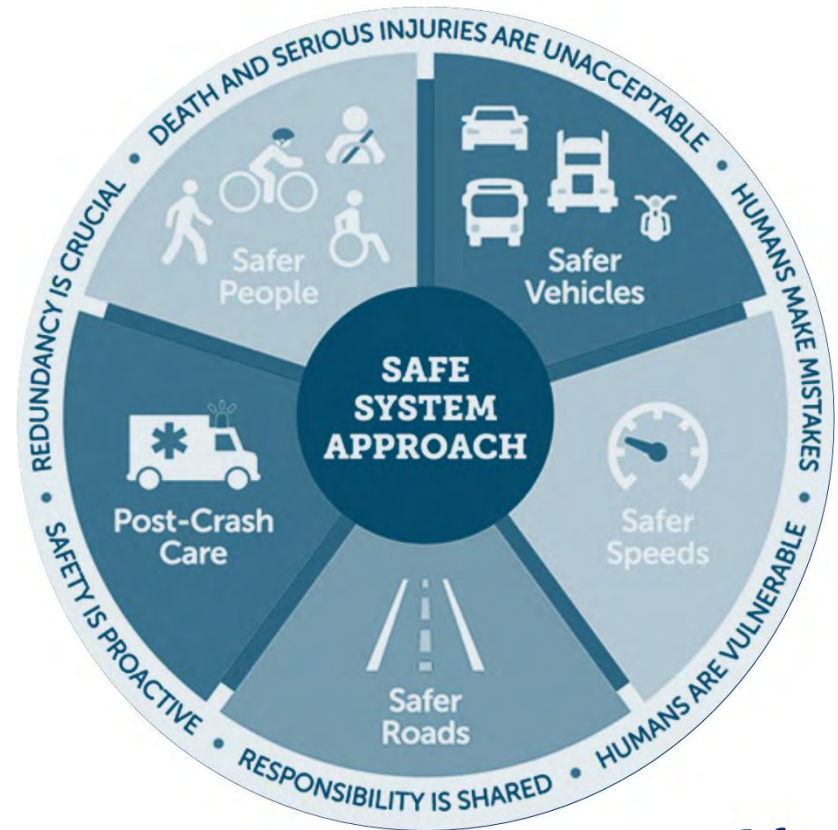 DEATH AND SERIOUS INJURIES ARE UNACCEPTABLE
HUMANS MAKE MISTAKES
HUMANS ARE VULNERABLE
RESPONSIBILITY IS SHARED
SAFETY IS PROACTIVE
REDUNDANCY IS CRUCIAL
Safer
People
Safer
Vehicles
SAFE
SYSTEM
APPROACH
Safer
Speeds
Safer
Roads
Post-Crash
Care